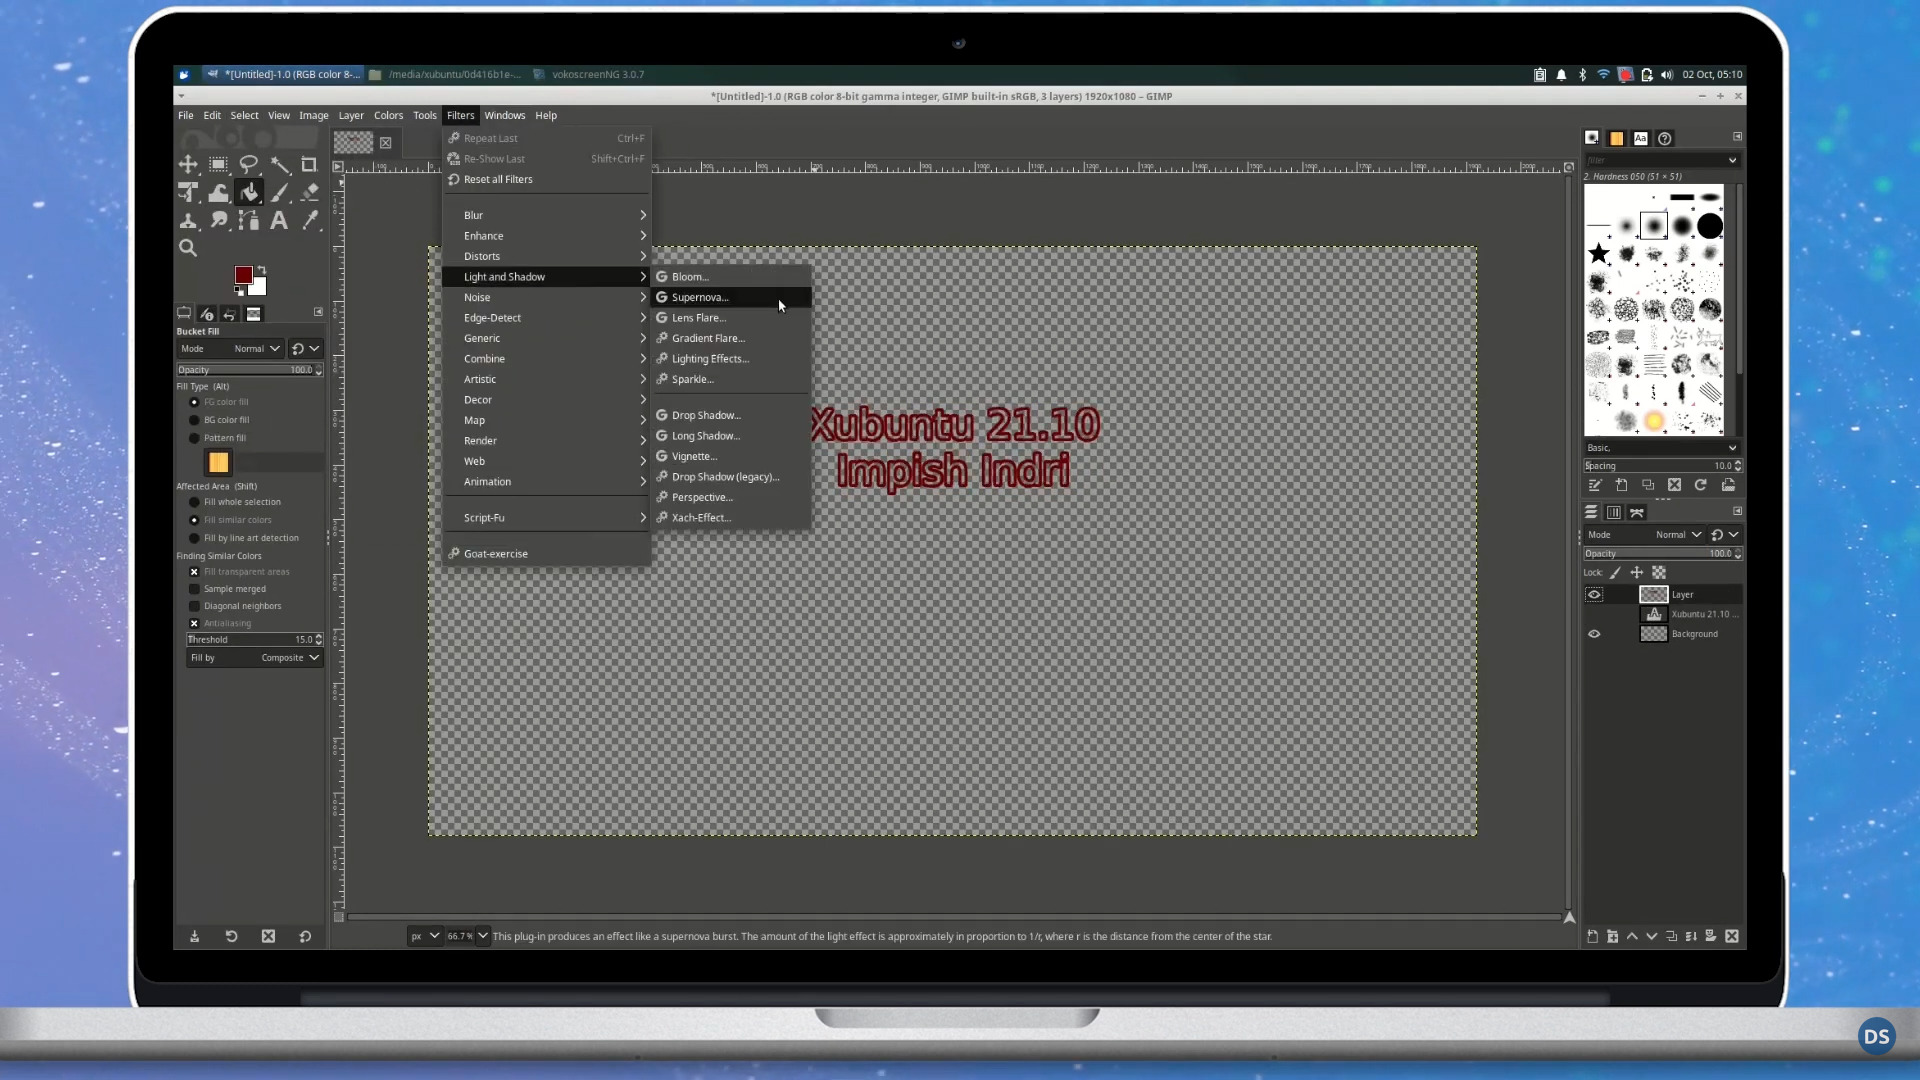 *[Untitled]-1.0 (RGB color 8-...
/media/xubuntu/0d416b1e-...
vokoscreenNG 3.0.7
02 Oct, 05:10
*[Untitled]-1.0 (RGB color 8-bit gamma integer, GIMP built-in sRGB, 3 layers) 1920x1080 – GIMP
File Edit Select View Image Layer Colors Tools Filters Windows Help
Repeat Last Ctrl+F
Re-Show Last Shift+Ctrl+F
Reset all Filters
Blur
Enhance
Distorts
Light and Shadow
Noise
Edge-Detect
Generic
Combine
Artistic
Decor
Map
Render
Web
Animation
Script-Fu
Goat-exercise
Bloom...
Supernova...
Lens Flare...
Gradient Flare...
Lighting Effects...
Sparkle...
Drop Shadow...
Long Shadow...
Vignette...
Drop Shadow (legacy)...
Perspective...
Xach-Effect...
Bucket Fill
Mode Normal
Opacity 100.0
Fill Type (Alt)
FG color fill
BG color fill
Pattern fill
Affected Area (Shift)
Fill whole selection
Fill similar colors
Fill by line art detection
Finding Similar Colors
Fill transparent areas
Sample merged
Diagonal neighbors
Antialiasing
Threshold 15.0
Fill by Composite
Xubuntu 21.10
Impish Indri
px 66.7 % This plug-in produces an effect like a supernova burst. The amount of the light effect is approximately in proportion to 1/r, where r is the distance from the center of the star.
Aa
filter
2. Hardness 050 (51 × 51)
Basic,
Spacing 10.0
Mode Normal
Opacity 100.0
Lock:
Layer
Xubuntu 21.10 ...
Background
DS